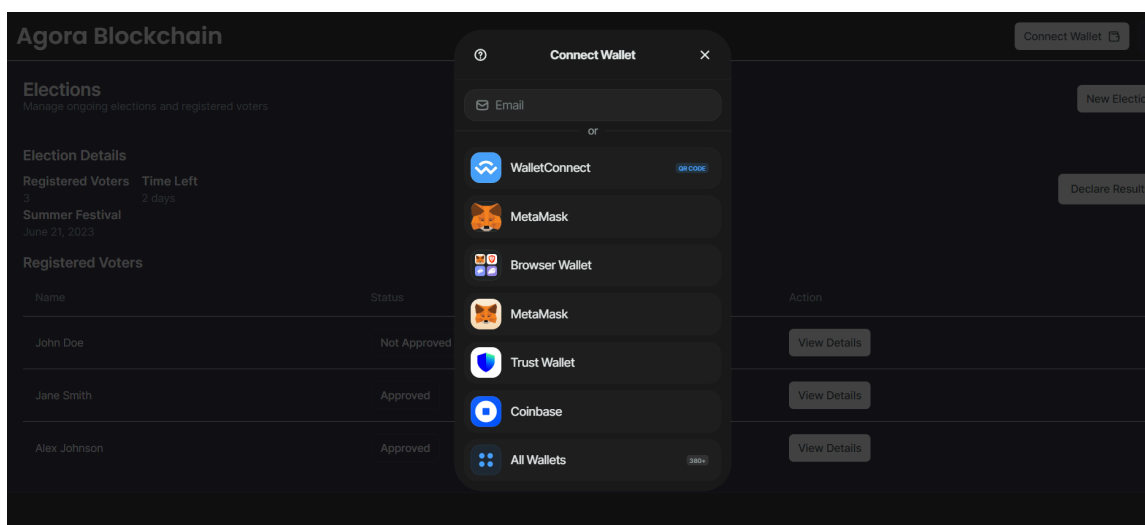 Agora Blockchain
Connect Wallet
Elections
Manage ongoing elections and registered voters
New Electio
Election Details
Registered Voters Time Left
3 2 days
Summer Festival
June 21, 2023
Declare Result
Registered Voters
Name Status Action
John Doe Not Approved View Details
Jane Smith Approved View Details
Alex Johnson Approved View Details
Connect Wallet
Email
or
WalletConnect QR CODE
MetaMask
Browser Wallet
MetaMask
Trust Wallet
Coinbase
All Wallets 380+